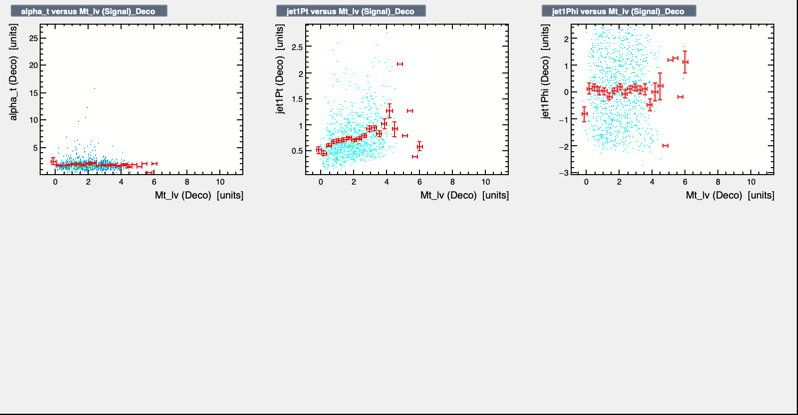 alpha_t versus Mt_lv (Signal)_Deco
alpha_t (Deco) [units]
25
20
15
10
5
0 2 4 6 8 10
Mt_lv (Deco) [units]
jet1Pt versus Mt_lv (Signal)_Deco
jet1Pt (Deco) [units]
2.5
2
1.5
1
0.5
0 2 4 6 8 10
Mt_lv (Deco) [units]
jet1Phi versus Mt_lv (Signal)_Deco
jet1Phi (Deco) [units]
2
1
0
−1
−2
−3
0 2 4 6 8 10
Mt_lv (Deco) [units]